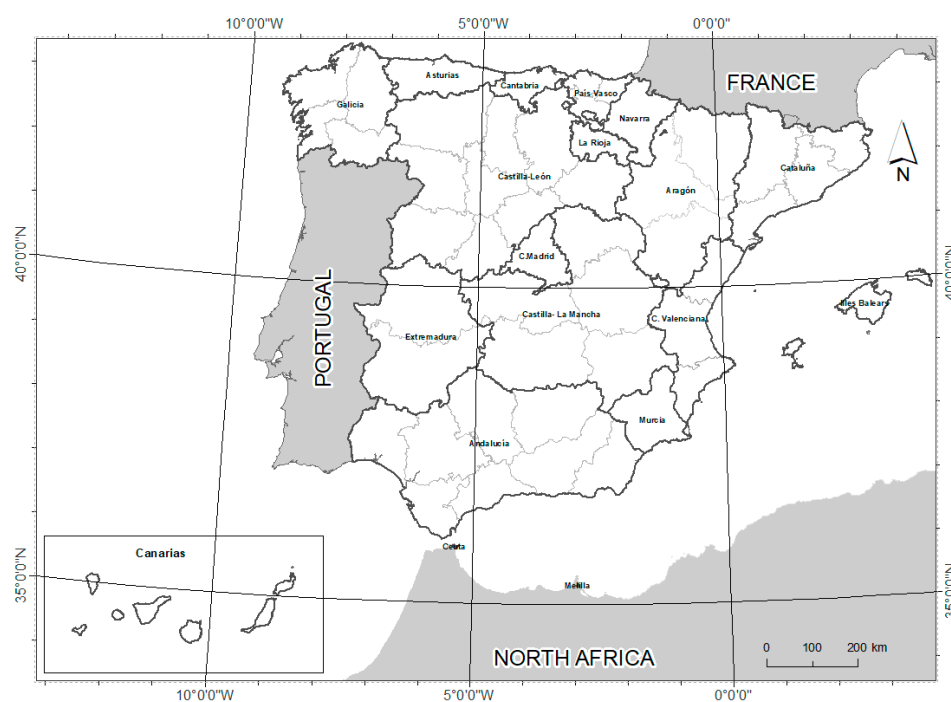 10°0'0"W
5°0'0"W
0°0'0"
FRANCE
Asturias
Cantabria
País Vasco
Galicia
Navarra
La Rioja
Cataluña
N
Castilla-León
Aragón
40°0'0"N
C.Madrid
40°0'0"N
PORTUGAL
Illes Balears
Castilla- La Mancha
C. Valenciana
Extremadura
Murcia
Andalucía
Ceuta
Canarias
35°0'0"N
Melilla
35°0'0"N
0 100 200 km
NORTH AFRICA
10°0'0"W
5°0'0"W
0°0'0"